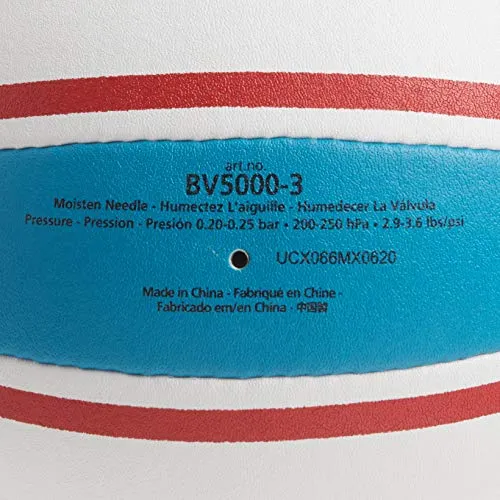 art.no
BV5000-3
Moisten Needle - Humectez L'aiguille - Humedecer La Válvula
Pressure - Pression - Presión 0.20-0.25 bar • 200-250 hPa • 2.9-3.6 lbs/psi
UCX066MX0620
Made in China - Fabriqué en Chine -
Fabricado em/en China - 中国